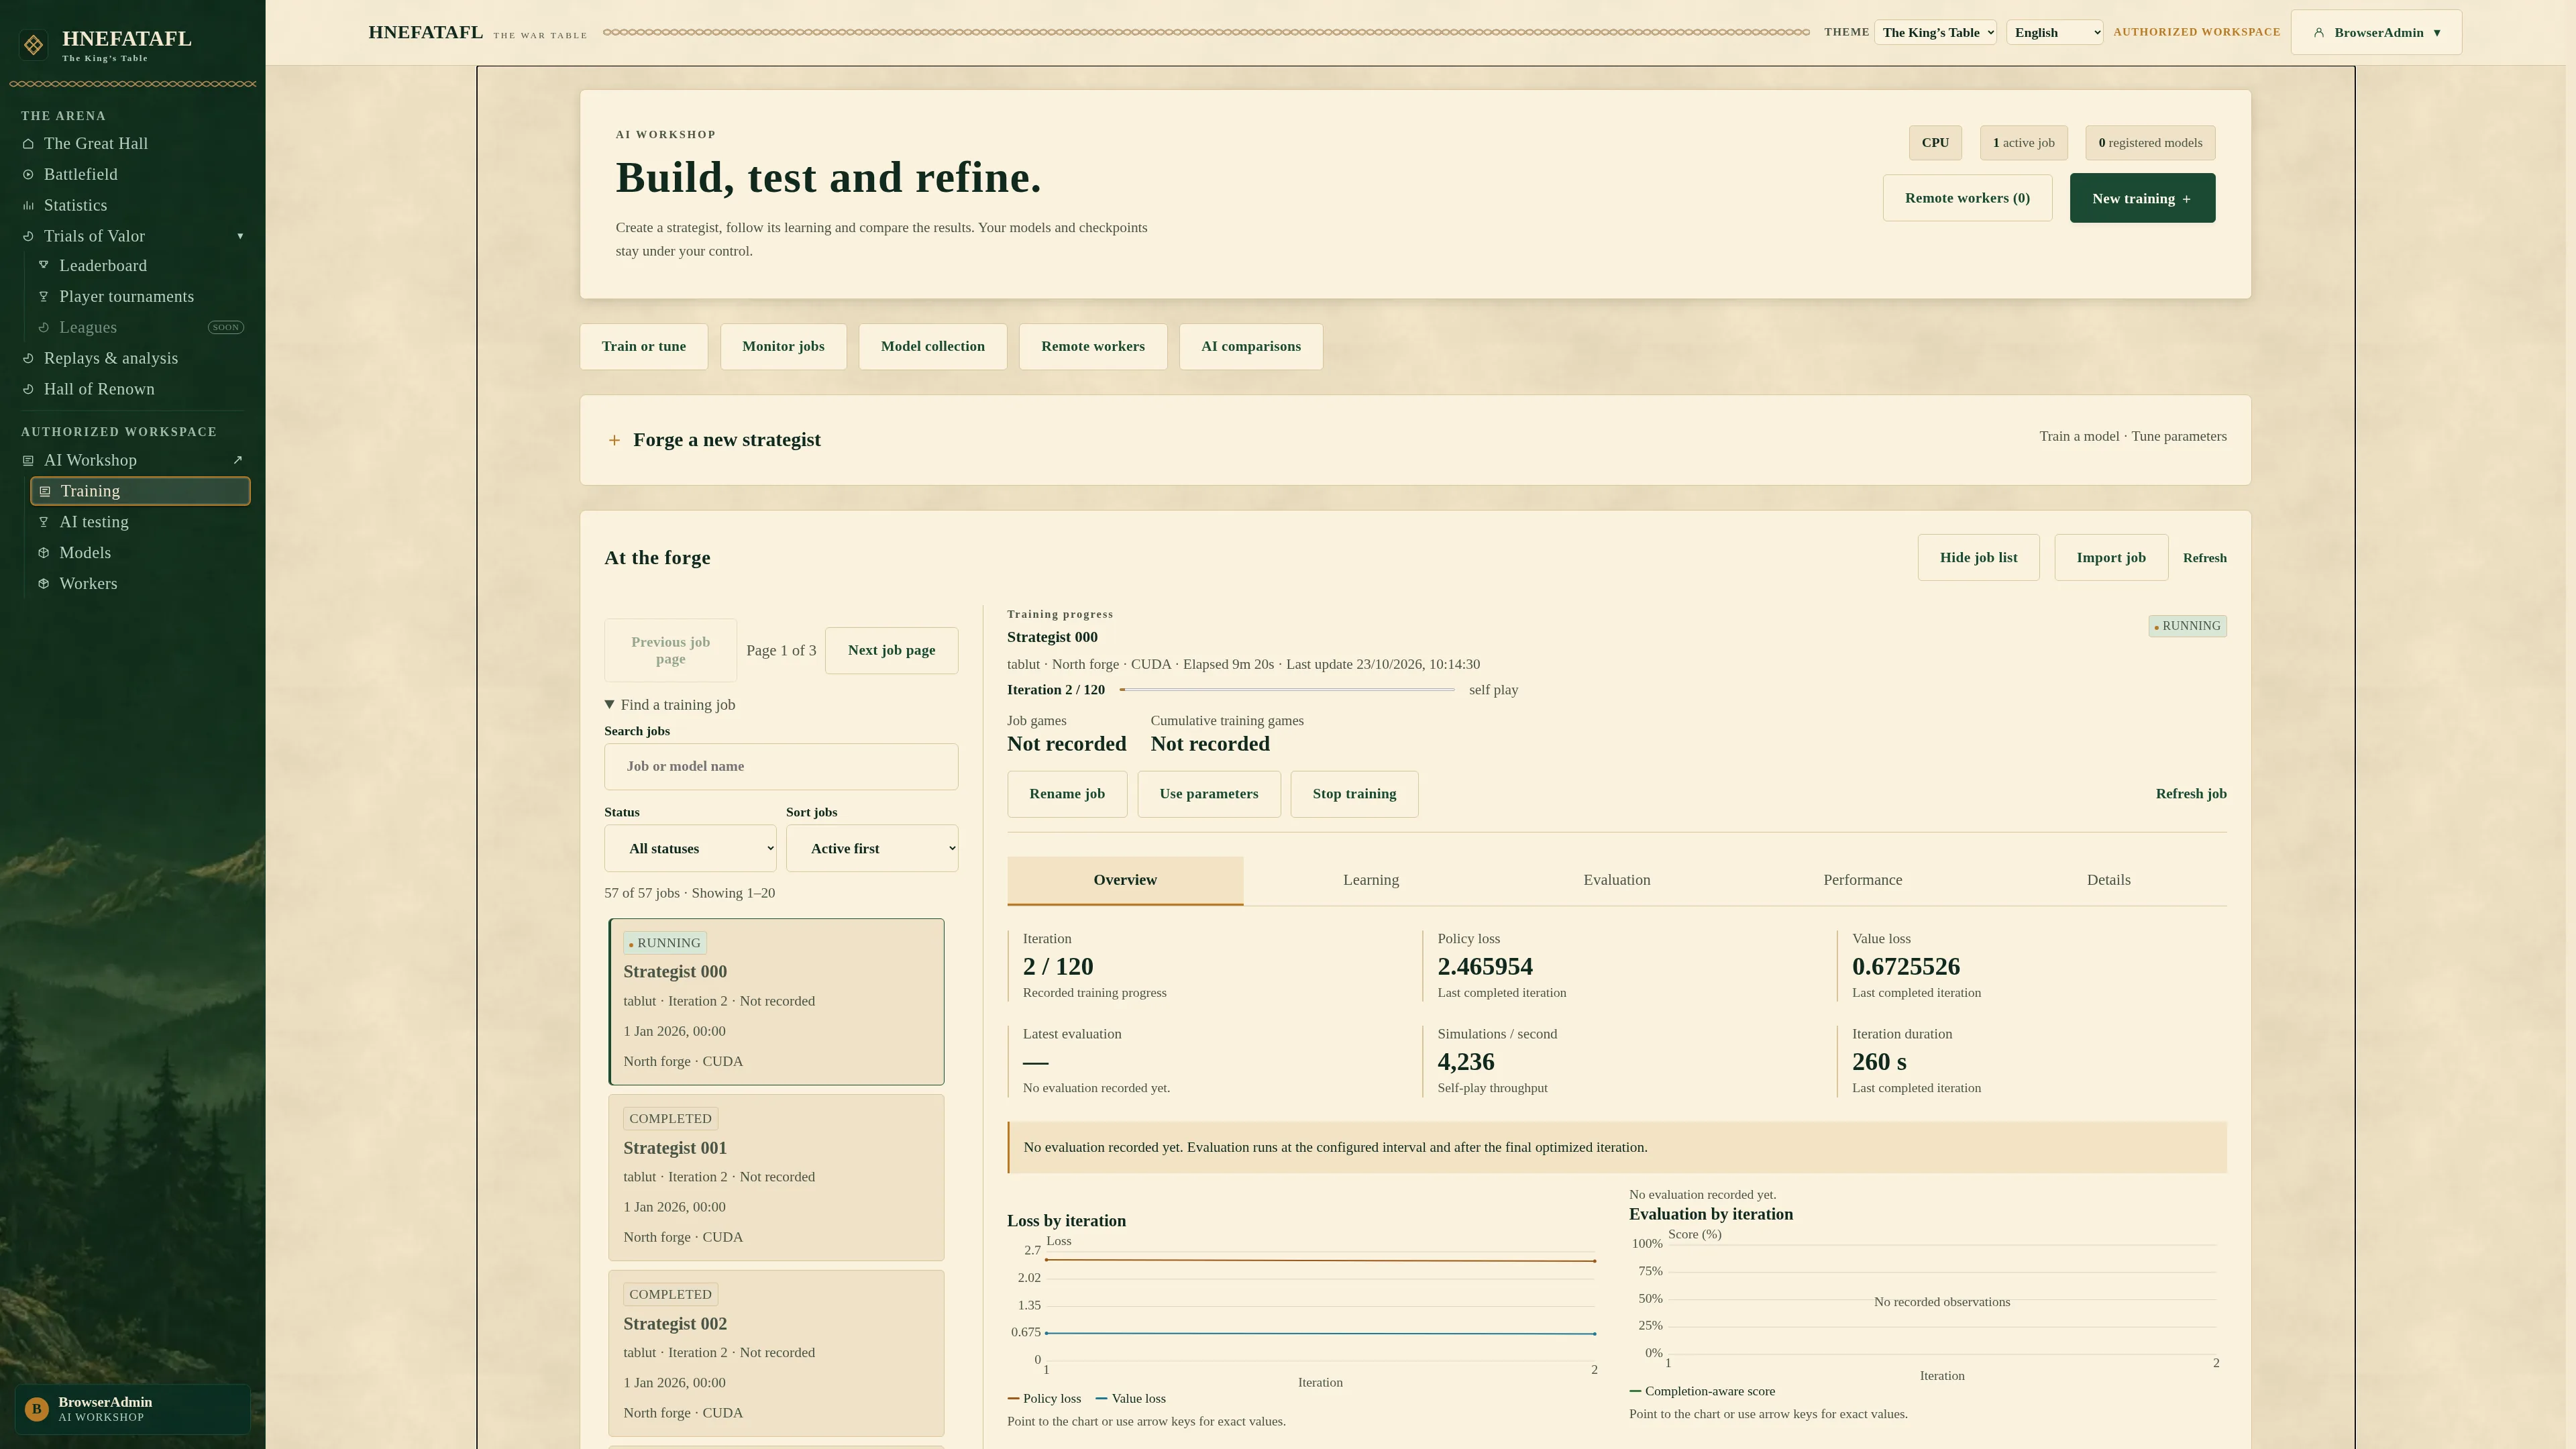 HNEFATAFL
The King's Table
THE ARENA
The Great Hall
Battlefield
Statistics
Trials of Valor
Leaderboard
Player tournaments
Leagues SOON
Replays & analysis
Hall of Renown
AUTHORIZED WORKSPACE
AI Workshop
Training
AI testing
Models
Workers
B BrowserAdmin
AI WORKSHOP
HNEFATAFL THE WAR TABLE THEME The King's Table English AUTHORIZED WORKSPACE BrowserAdmin
AI WORKSHOP
Build, test and refine.
Create a strategist, follow its learning and compare the results. Your models and checkpoints
stay under your control.
CPU 1 active job 0 registered models
Remote workers (0) New training +
Train or tune Monitor jobs Model collection Remote workers AI comparisons
+ Forge a new strategist Train a model · Tune parameters
At the forge Hide job list Import job Refresh
Previous job
page
Page 1 of 3 Next job page
Find a training job
Search jobs
Job or model name
Status Sort jobs
All statuses Active first
57 of 57 jobs · Showing 1–20
RUNNING
Strategist 000
tablut · Iteration 2 · Not recorded
1 Jan 2026, 00:00
North forge · CUDA
COMPLETED
Strategist 001
tablut · Iteration 2 · Not recorded
1 Jan 2026, 00:00
North forge · CUDA
COMPLETED
Strategist 002
tablut · Iteration 2 · Not recorded
1 Jan 2026, 00:00
North forge · CUDA
Training progress
Strategist 000 RUNNING
tablut · North forge · CUDA · Elapsed 9m 20s · Last update 23/10/2026, 10:14:30
Iteration 2 / 120 self play
Job games Cumulative training games
Not recorded Not recorded
Rename job Use parameters Stop training Refresh job
Overview Learning Evaluation Performance Details
Iteration Policy loss Value loss
2 / 120 2.465954 0.6725526
Recorded training progress Last completed iteration Last completed iteration
Latest evaluation Simulations / second Iteration duration
— 4,236 260 s
No evaluation recorded yet. Self-play throughput Last completed iteration
No evaluation recorded yet. Evaluation runs at the configured interval and after the final optimized iteration.
Loss by iteration
Loss
2.7
2.02
1.35
0.675
0
1 2
Iteration
Policy loss Value loss
Point to the chart or use arrow keys for exact values.
No evaluation recorded yet.
Evaluation by iteration
Score (%)
100%
75%
50% No recorded observations
25%
0%
1 2
Iteration
Completion-aware score
Point to the chart or use arrow keys for exact values.